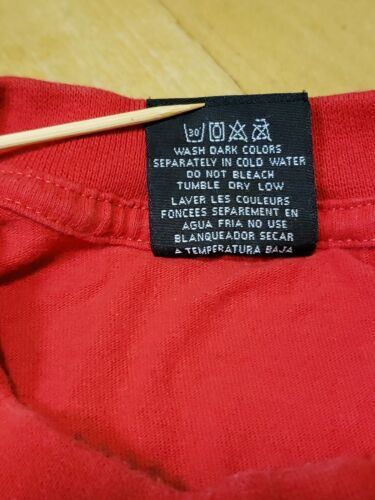 30°
WASH DARK COLORS
SEPARATELY IN COLD WATER
DO NOT BLEACH
TUMBLE DRY LOW
LAVER LES COULEURS
FONCEES SEPAREMENT EN
AGUA FRIA NO USE
BLANQUEADOR SECAR
A TEMPERATURA BAJA